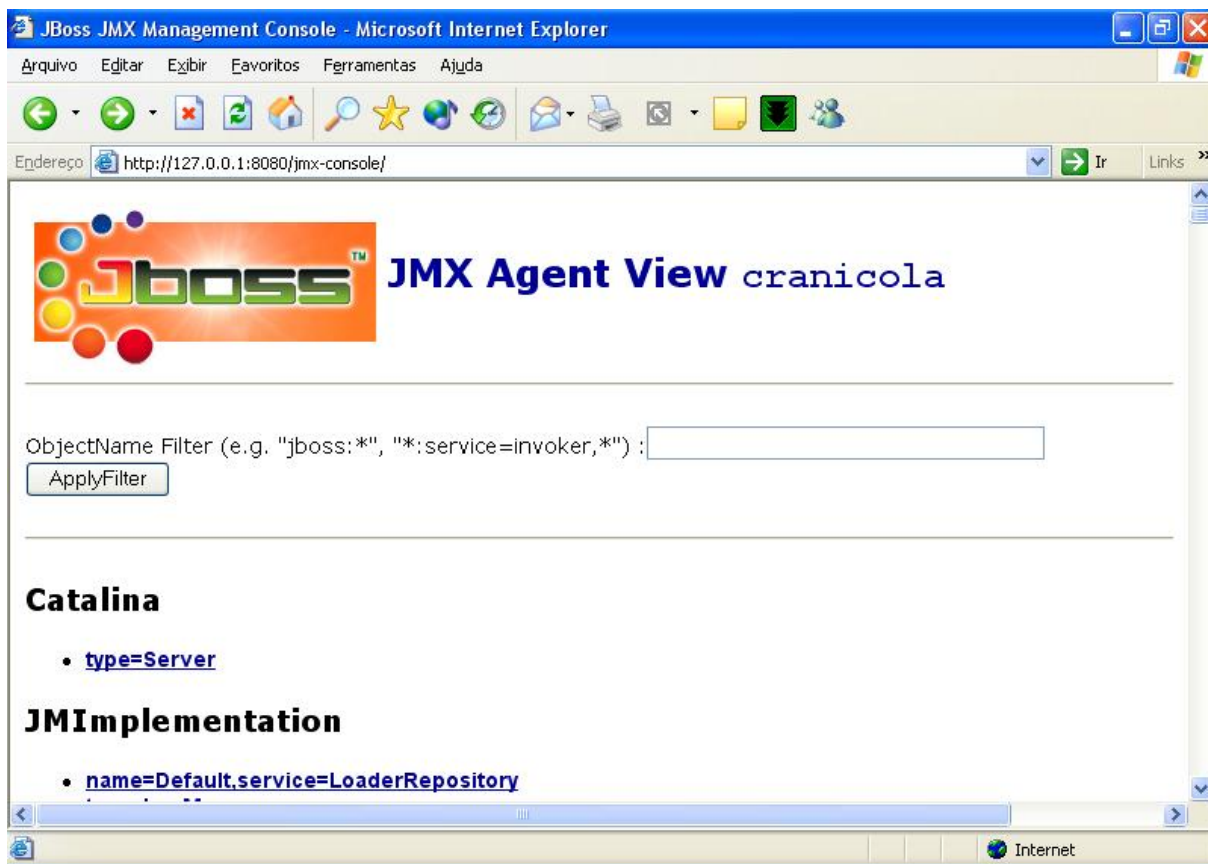 JBoss JMX Management Console - Microsoft Internet Explorer
Arquivo Editar Exibir Favoritos Ferramentas Ajuda
Endereço http://127.0.0.1:8080/jmx-console/ Ir Links »
Jboss™ JMX Agent View cranicola
ObjectName Filter (e.g. "jboss:*", "*:service=invoker,*") :
ApplyFilter
Catalina
• type=Server
JMImplementation
• name=Default,service=LoaderRepository
Internet